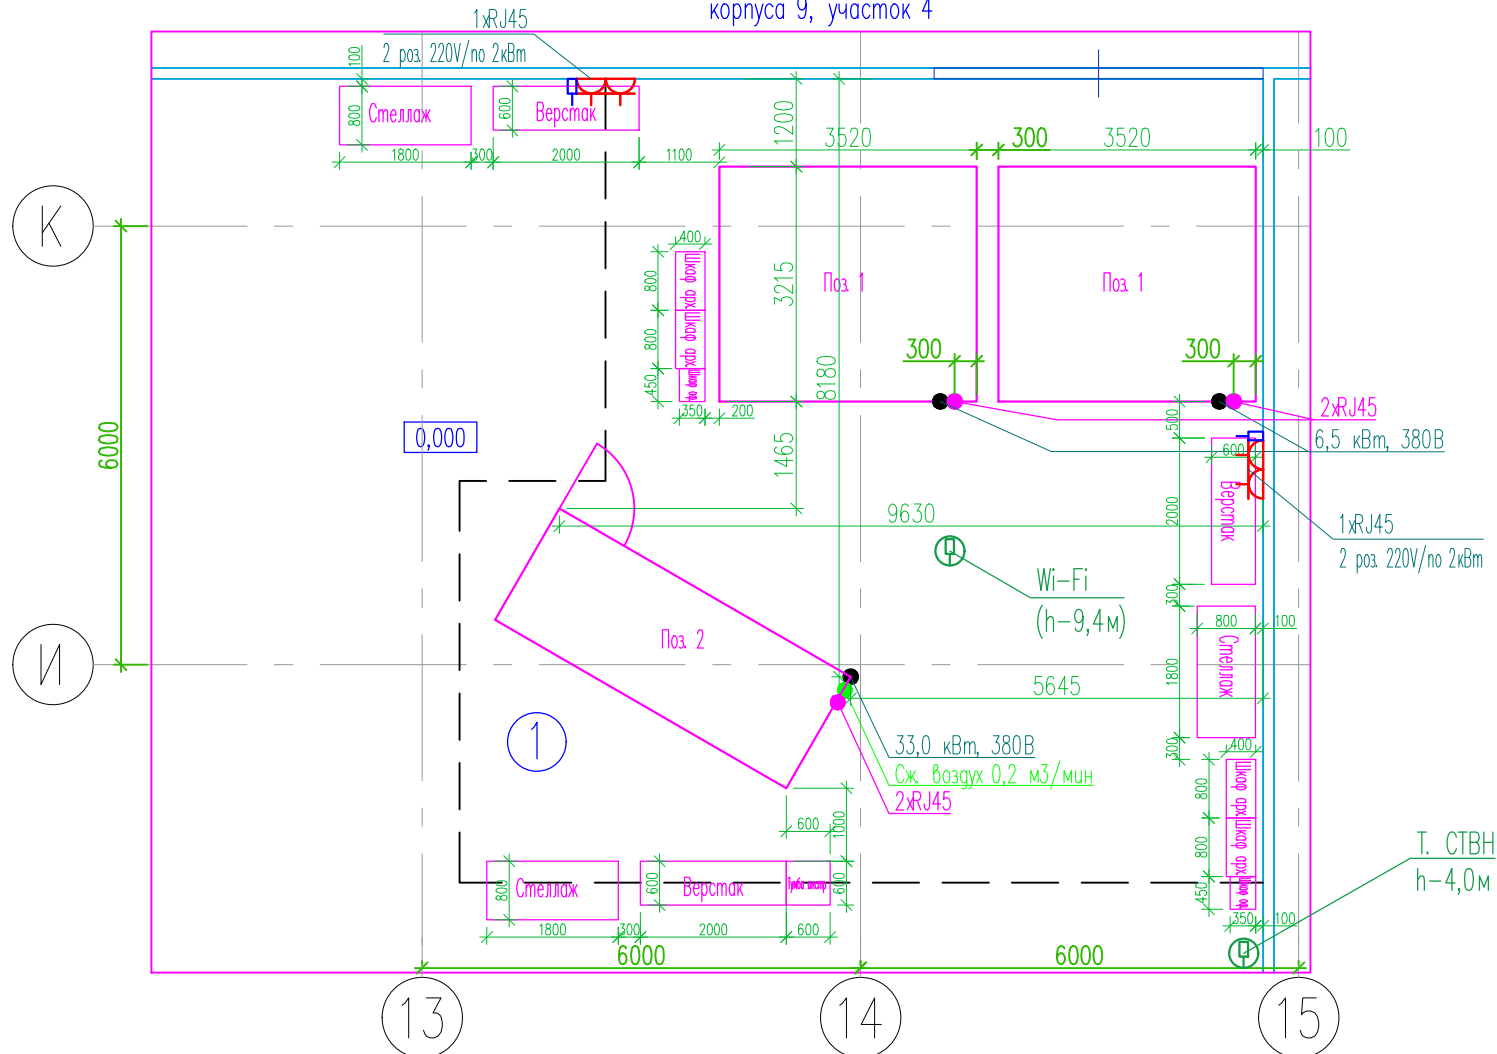 корпуса 9, участок 4
1xRJ45
2 роз. 220V/по 2кВт
100
800
Стеллаж
600
Верстак
1800
300
2000
1100
1200
3520
300
3520
100
К
400
Шкаф арх.
800
Шкаф арх.
800
450
350
200
3215
Поз. 1
Поз. 1
8180
300
300
2xRJ45
6,5 кВт, 380В
500
600
Верстак
2000
1xRJ45
2 роз. 220V/по 2кВт
6000
0,000
1465
9630
Wi-Fi
(h-9,4м)
300
800
100
Стеллаж
1800
И
Поз. 2
5645
1
33,0 кВт, 380В
Сж. воздух 0,2 м3/мин
2xRJ45
300
400
Шкаф арх.
800
Шкаф арх.
800
450
350
100
600
1000
800
Стеллаж
600
Верстак
600
1800
300
2000
600
Т. СТВН
h-4,0м
6000
6000
13
14
15